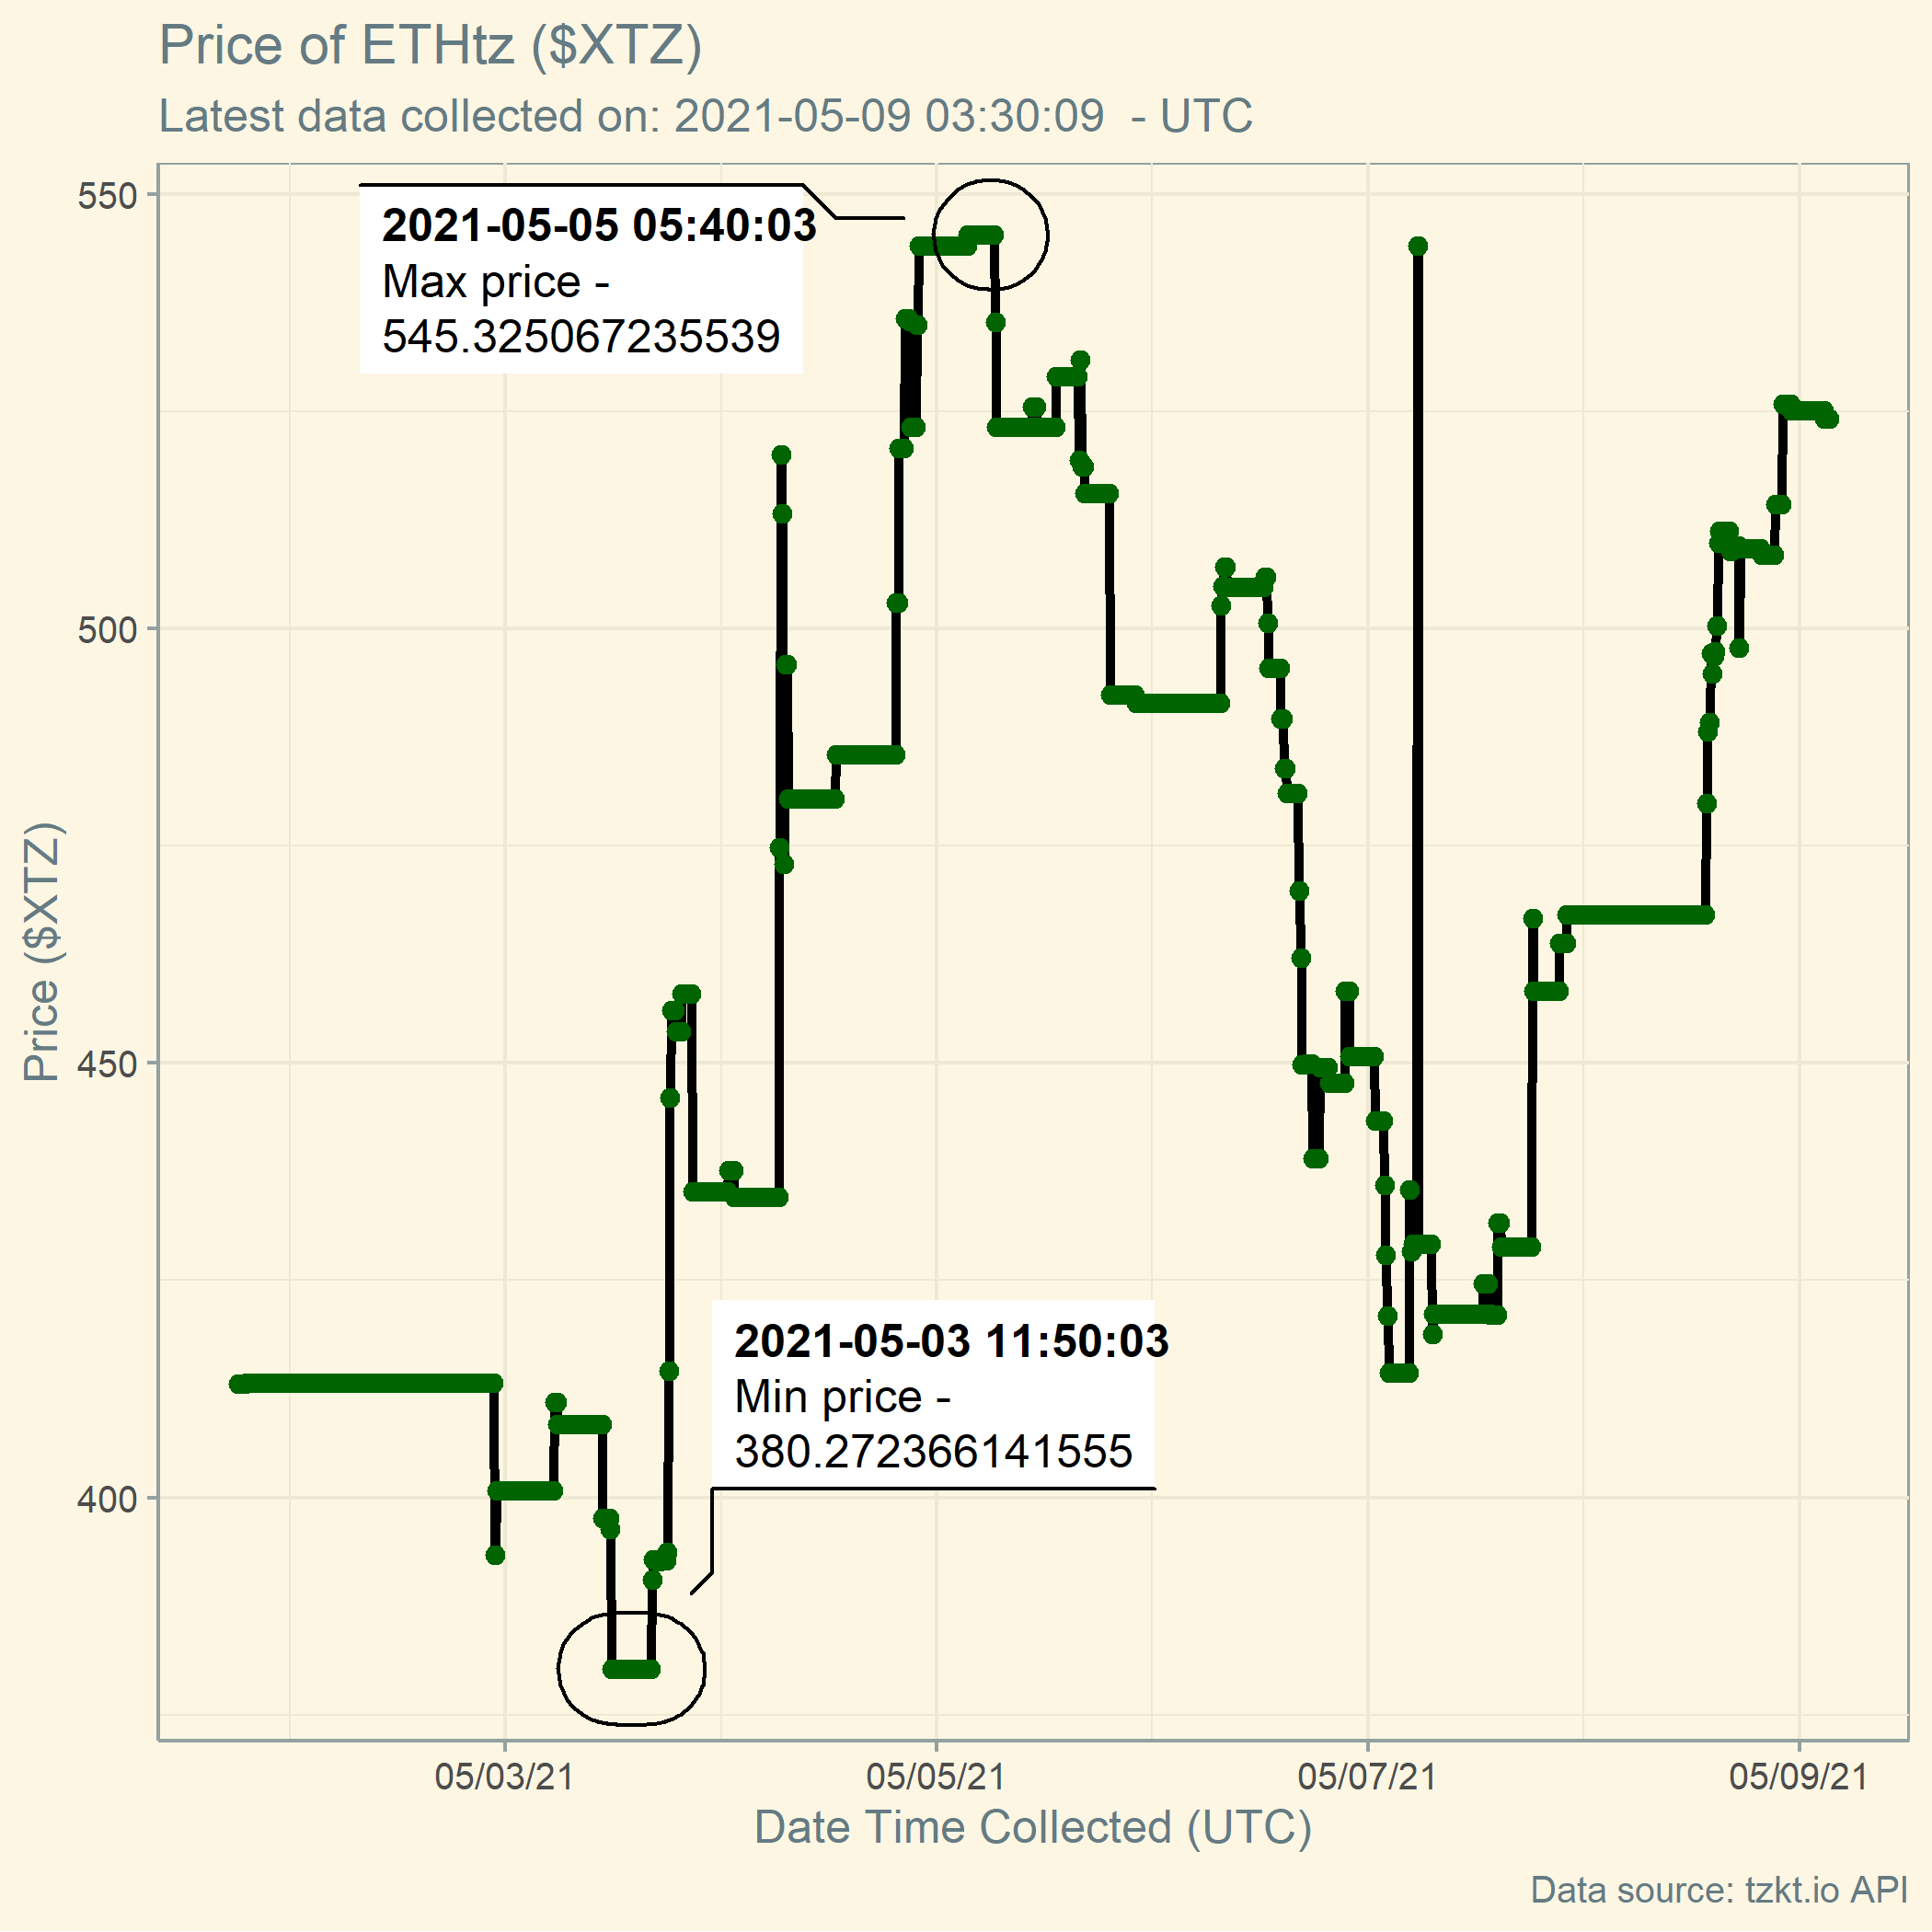 Price of ETHtz ($XTZ)
Latest data collected on: 2021-05-09 03:30:09  - UTC
550
500
450
400
Price ($XTZ)
2021-05-05 05:40:03
Max price -
545.325067235539
2021-05-03 11:50:03
Min price -
380.272366141555
05/03/21
05/05/21
05/07/21
05/09/21
Date Time Collected (UTC)
Data source: tzkt.io API